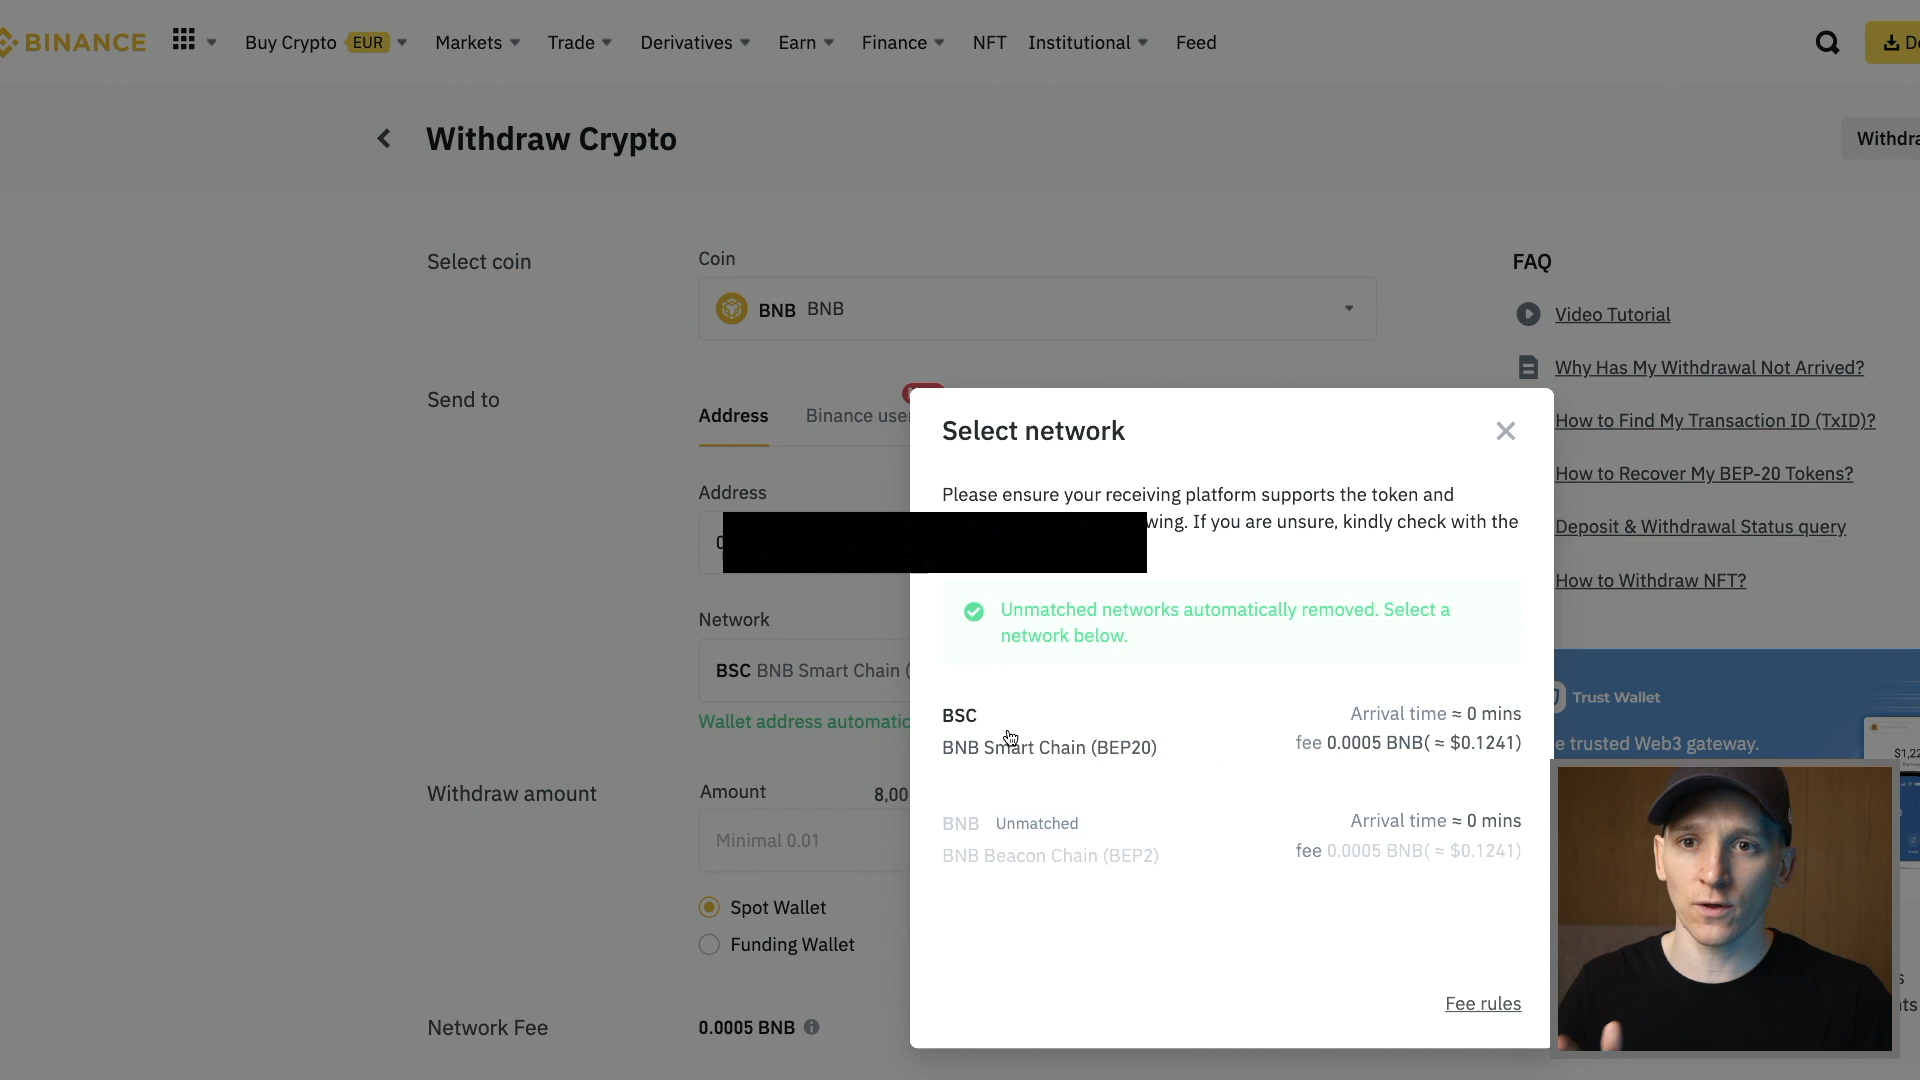 BINANCE
Buy Crypto EUR
Markets
Trade
Derivatives
Earn
Finance
NFT
Institutional
Feed
Withdraw Crypto
Select coin
Coin
BNB BNB
FAQ
Video Tutorial
Why Has My Withdrawal Not Arrived?
How to Find My Transaction ID (TxID)?
How to Recover My BEP-20 Tokens?
Deposit & Withdrawal Status query
How to Withdraw NFT?
Send to
Address
Binance user
Address
Network
BSC BNB Smart Chain (
Wallet address automatic
Withdraw amount
Amount
8,00
Minimal 0.01
Spot Wallet
Funding Wallet
Network Fee
0.0005 BNB
Select network
Please ensure your receiving platform supports the token and
wing. If you are unsure, kindly check with the
Unmatched networks automatically removed. Select a
network below.
BSC
Arrival time ≈ 0 mins
BNB Smart Chain (BEP20)
fee 0.0005 BNB( ≈ $0.1241)
BNB Unmatched
Arrival time ≈ 0 mins
BNB Beacon Chain (BEP2)
fee 0.0005 BNB( ≈ $0.1241)
Fee rules
Trust Wallet
e trusted Web3 gateway.